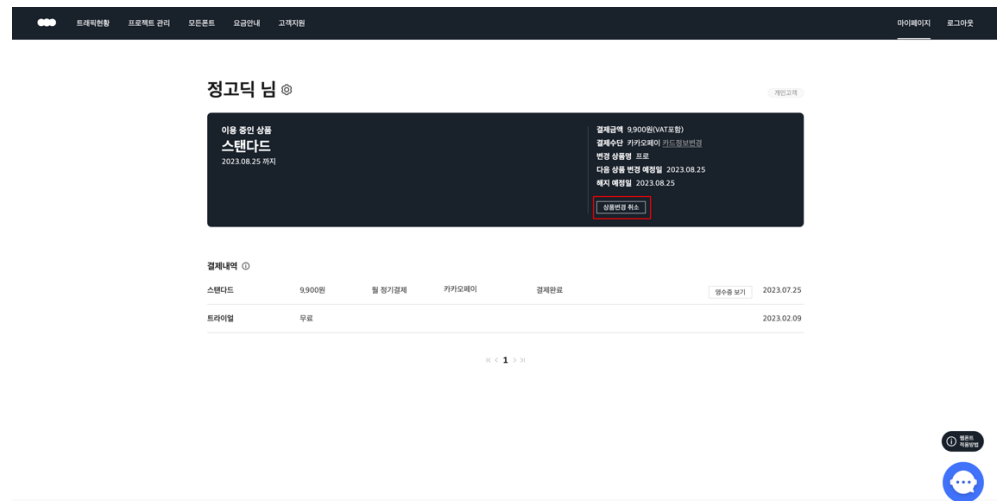 트래픽현황 프로젝트 관리 모든폰트 요금안내 고객지원 마이페이지 로그아웃
정고딕 님
개인고객
이용 중인 상품
스탠다드
2023.08.25 까지
결제금액 9,900원(VAT포함)
결제수단 카카오페이 카드정보변경
변경 상품명 프로
다음 상품 변경 예정일 2023.08.25
해지 예정일 2023.08.25
상품변경 취소
결제내역
스탠다드 9,900원 월 정기결제 카카오페이 결제완료 영수증 보기 2023.07.25
트라이얼 무료 2023.02.09
1
웹폰트
적용방법